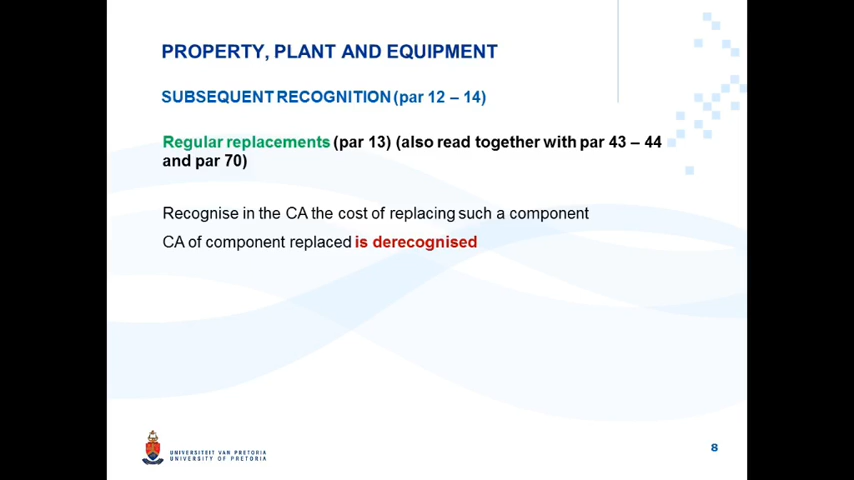 PROPERTY, PLANT AND EQUIPMENT
SUBSEQUENT RECOGNITION (par 12 – 14)
Regular replacements (par 13) (also read together with par 43 – 44
and par 70)
Recognise in the CA the cost of replacing such a component
CA of component replaced is derecognised
UNIVERSITEIT VAN PRETORIA
UNIVERSITY OF PRETORIA
8